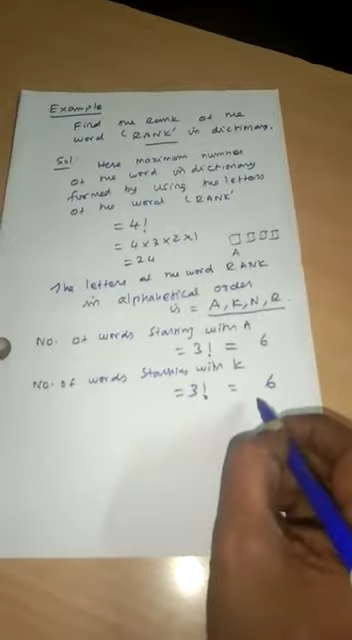 Example
Find the Rank of the
word 'RANK' in dictionary.
Sol: Here maximum number
of the word in dictionary
formed by using the letters
of the word 'RANK'
= 4!
= 4×3×2×1
A
= 24
The letters of the word RANK
in alphabetical order
is = A, K, N, R.
No. of words starting with A
= 3! = 6
No. of words starting with K
= 3! = 6